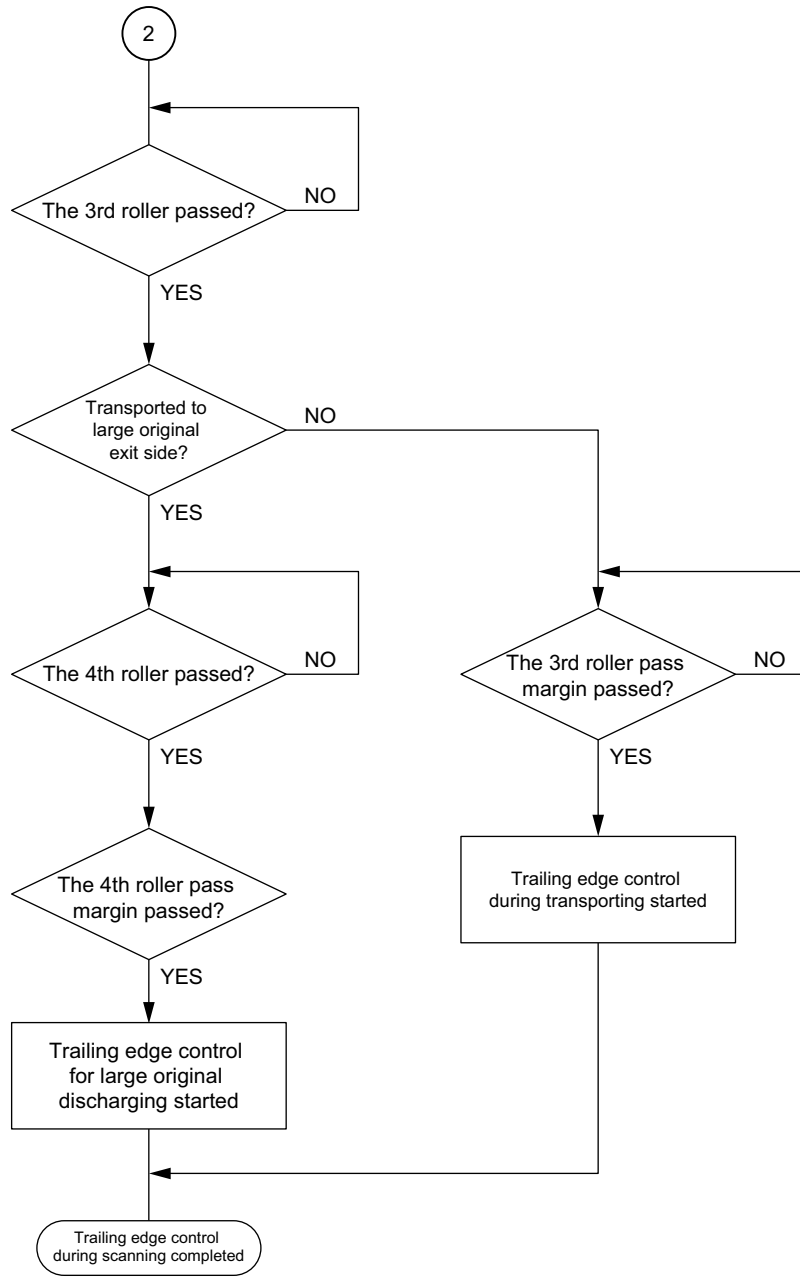 2
The 3rd roller passed?
NO
YES
Transported to
large original
exit side?
NO
YES
The 4th roller passed?
NO
YES
The 3rd roller pass
margin passed?
NO
YES
The 4th roller pass
margin passed?
YES
Trailing edge control
during transporting started
Trailing edge control
for large original
discharging started
Trailing edge control
during scanning completed